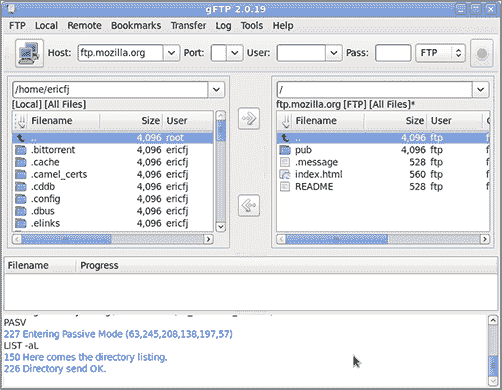 gFTP 2.0.19
FTP Local Remote Bookmarks Transfer Log Tools Help
Host: ftp.mozilla.org Port: User: Pass: FTP
/home/ericfj
[Local] [All Files]
Filename Size User
.. 4,096 root
.bittorrent 4,096 ericfj
.cache 4,096 ericfj
.camel_certs 4,096 ericfj
.cddb 4,096 ericfj
.config 4,096 ericfj
.dbus 4,096 ericfj
.elinks 4,096 ericfj
/
ftp.mozilla.org [FTP] [All Files]*
Filename Size User
.. 4,096 ftp
pub 4,096 ftp
.message 528 ftp
index.html 560 ftp
README 528 ftp
Filename Progress
PASV
227 Entering Passive Mode (63,245,208,138,197,57)
LIST -aL
150 Here comes the directory listing.
226 Directory send OK.